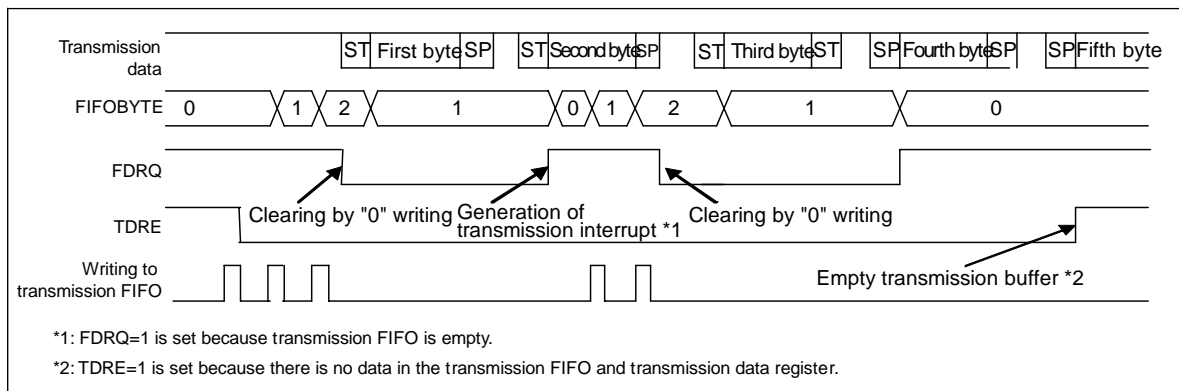 Transmission data
ST First byte SP ST Second byte SP ST Third byte ST SP Fourth byte SP SP Fifth byte
FIFOBYTE 0 1 2 1 0 1 2 1 0
FDRQ
Clearing by "0" writing
Generation of transmission interrupt *1
Clearing by "0" writing
TDRE
Empty transmission buffer *2
Writing to transmission FIFO
*1: FDRQ=1 is set because transmission FIFO is empty.
*2: TDRE=1 is set because there is no data in the transmission FIFO and transmission data register.